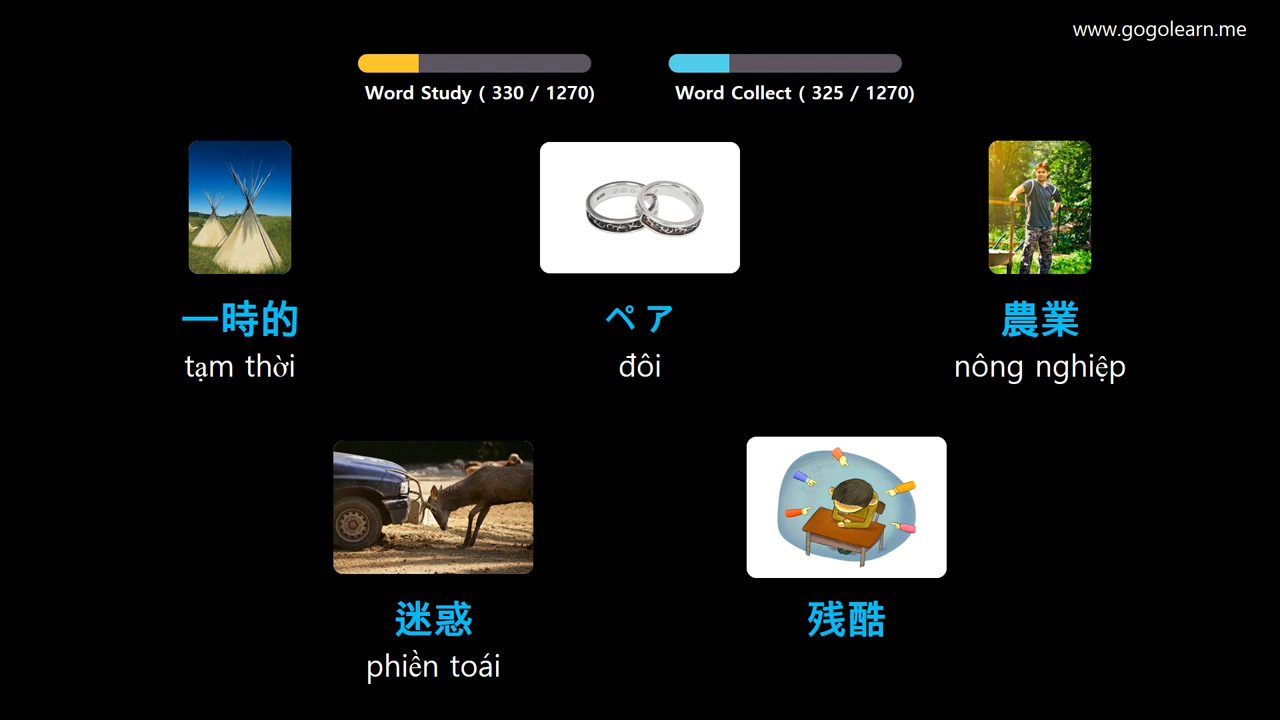 www.gogolearn.me
Word Study ( 330 / 1270)
Word Collect ( 325 / 1270)
一時的
tạm thời
ペア
đôi
農業
nông nghiệp
迷惑
phiền toái
残酷